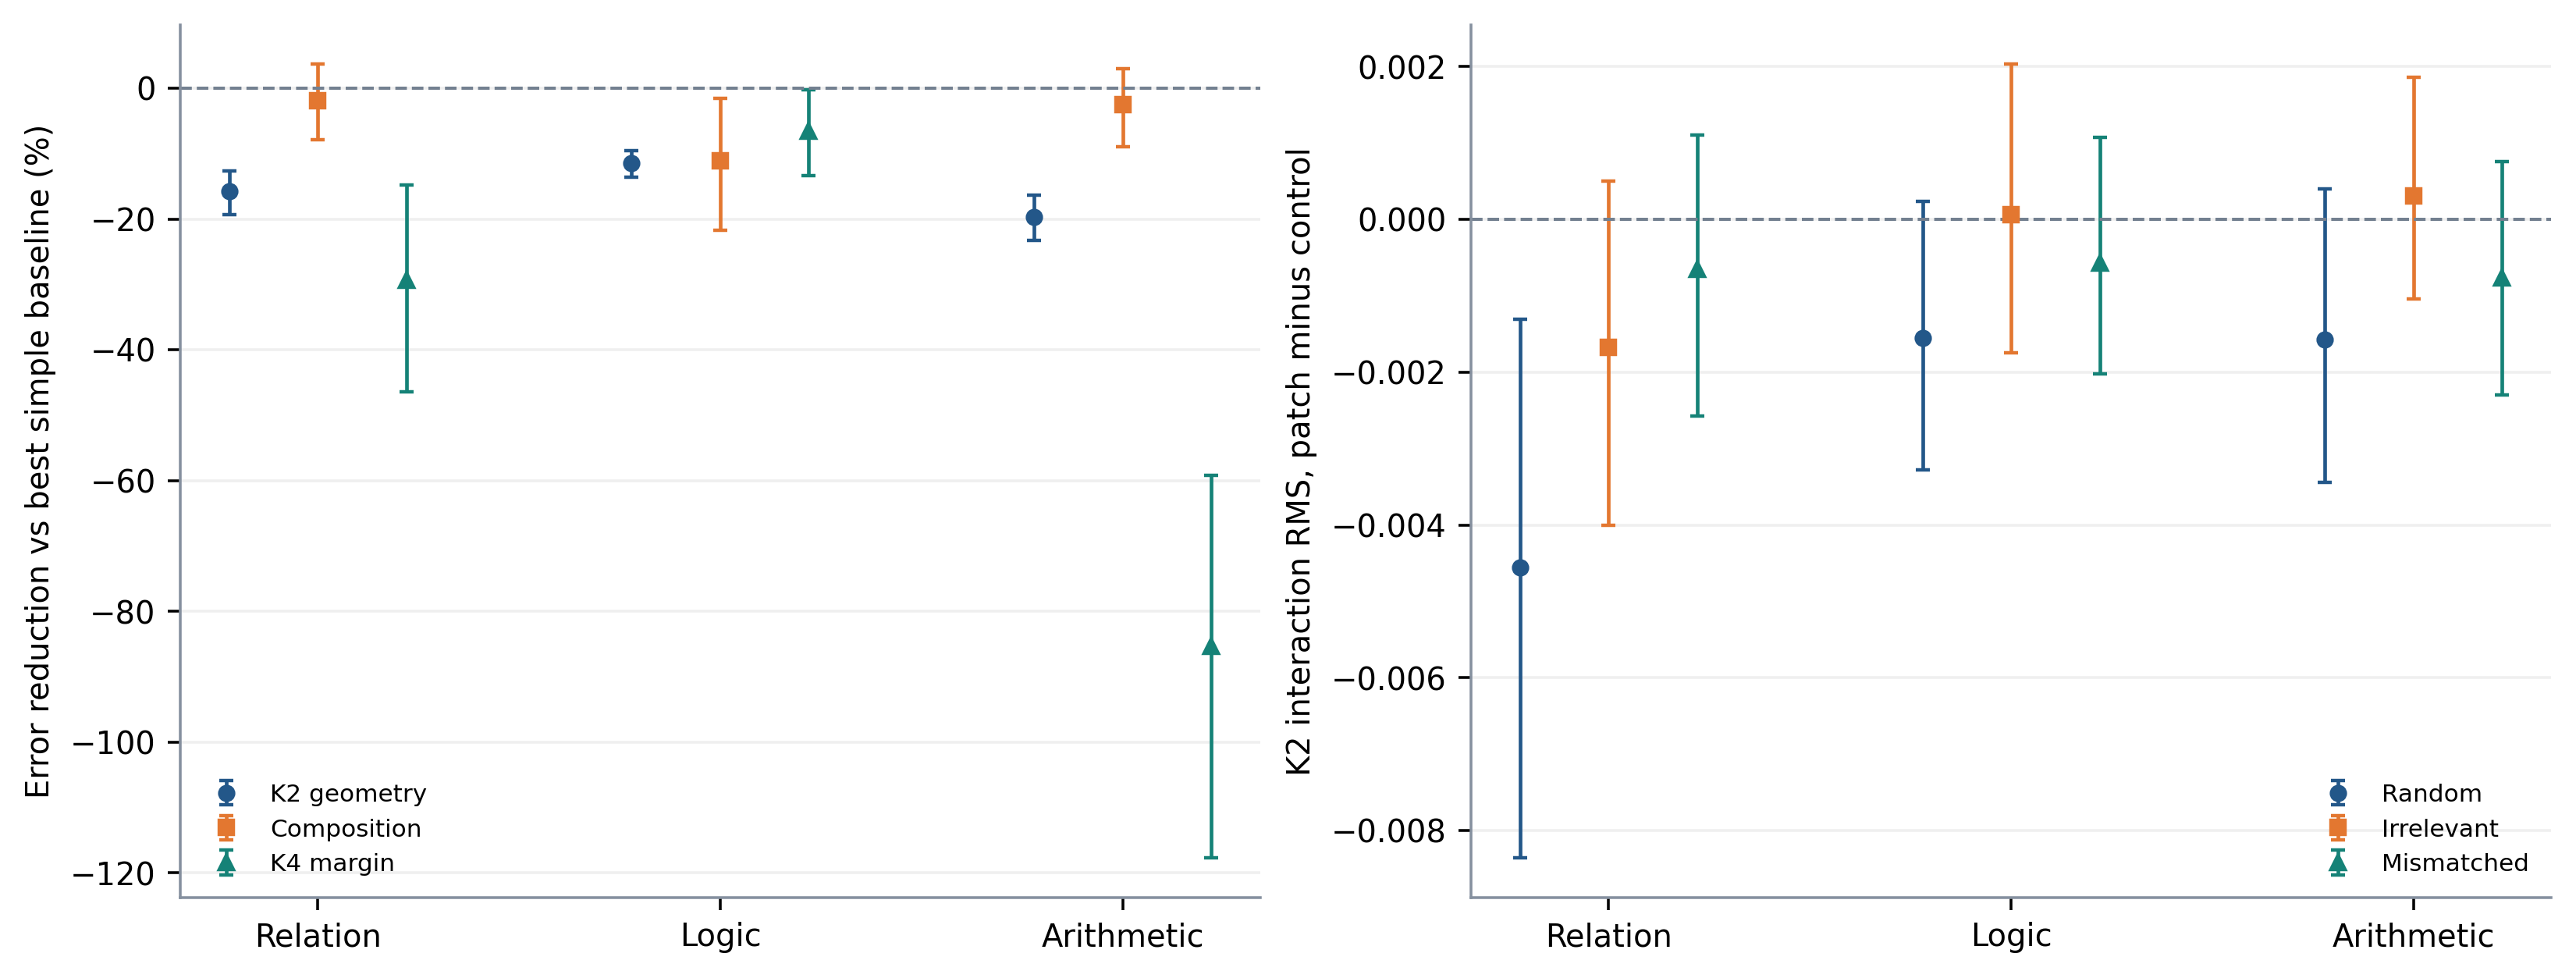 Error reduction vs best simple baseline (%)
0
−20
−40
−60
−80
−100
−120
K2 geometry
Composition
K4 margin
Relation
Logic
Arithmetic
K2 interaction RMS, patch minus control
0.002
0.000
−0.002
−0.004
−0.006
−0.008
Random
Irrelevant
Mismatched
Relation
Logic
Arithmetic